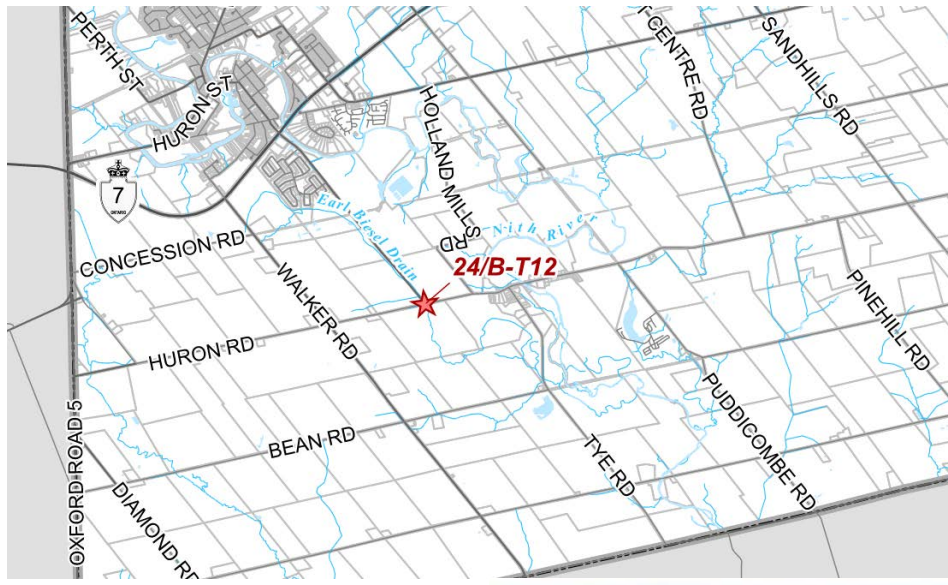 PERTH ST
HURON ST
HOLLAND MILLS RD
T CENTRE RD
SANDHILLS RD
7
ONTARIO
CONCESSION RD
Earl Biesel Drain
Nith River
24/B-T12
WALKER RD
HURON RD
PINEHILL RD
BEAN RD
TYE RD
PUDDICOMBE RD
OXFORD ROAD 5
DIAMOND RD